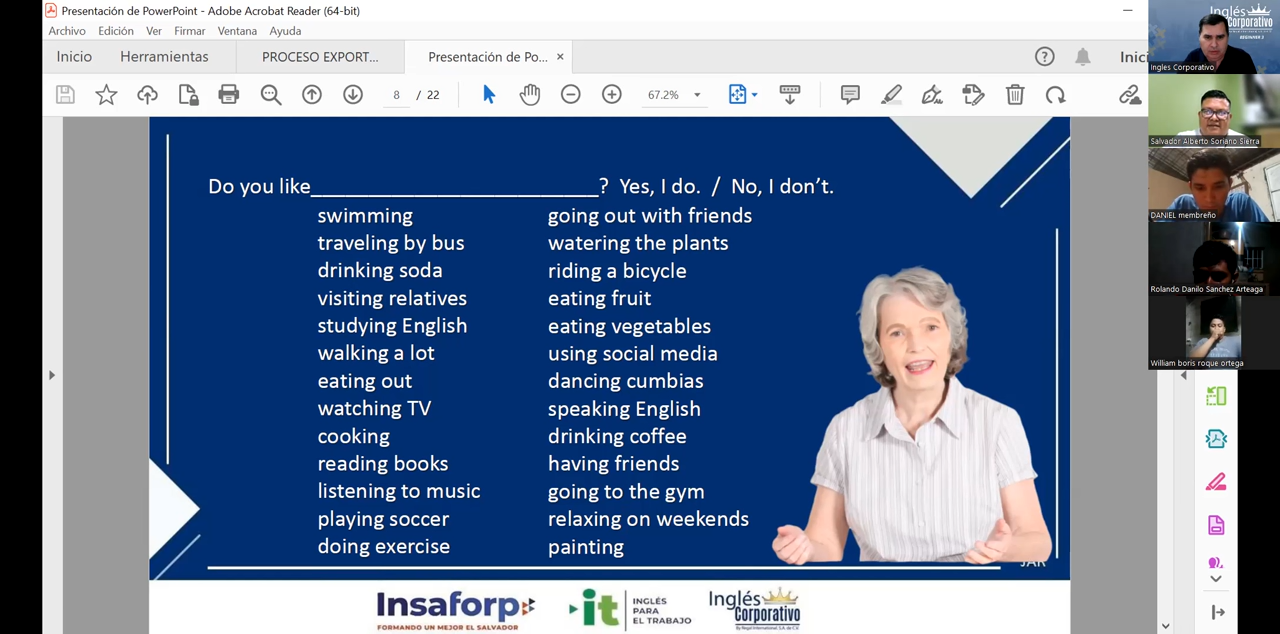 Presentación de PowerPoint - Adobe Acrobat Reader (64-bit)
Archivo Edición Ver Firmar Ventana Ayuda
Inicio Herramientas PROCESO EXPORT... Presentación de Po... × Inici
8 / 22 67.2%
Do you like__________________________? Yes, I do. / No, I don't.
swimming going out with friends
traveling by bus watering the plants
drinking soda riding a bicycle
visiting relatives eating fruit
studying English eating vegetables
walking a lot using social media
eating out dancing cumbias
watching TV speaking English
cooking drinking coffee
reading books having friends
listening to music going to the gym
playing soccer relaxing on weekends
doing exercise painting
JAR
Insaforp
FORMANDO UN MEJOR EL SALVADOR
it
INGLÉS
PARA
EL TRABAJO
Inglés
Corporativo
Inglés
Corporativo
BEGINNER 3
Ingles Corporativo
Salvador Alberto Soriano Sierra
DANIEL membreño
Rolando Danilo Sanchez Arteaga
William boris roque ortega